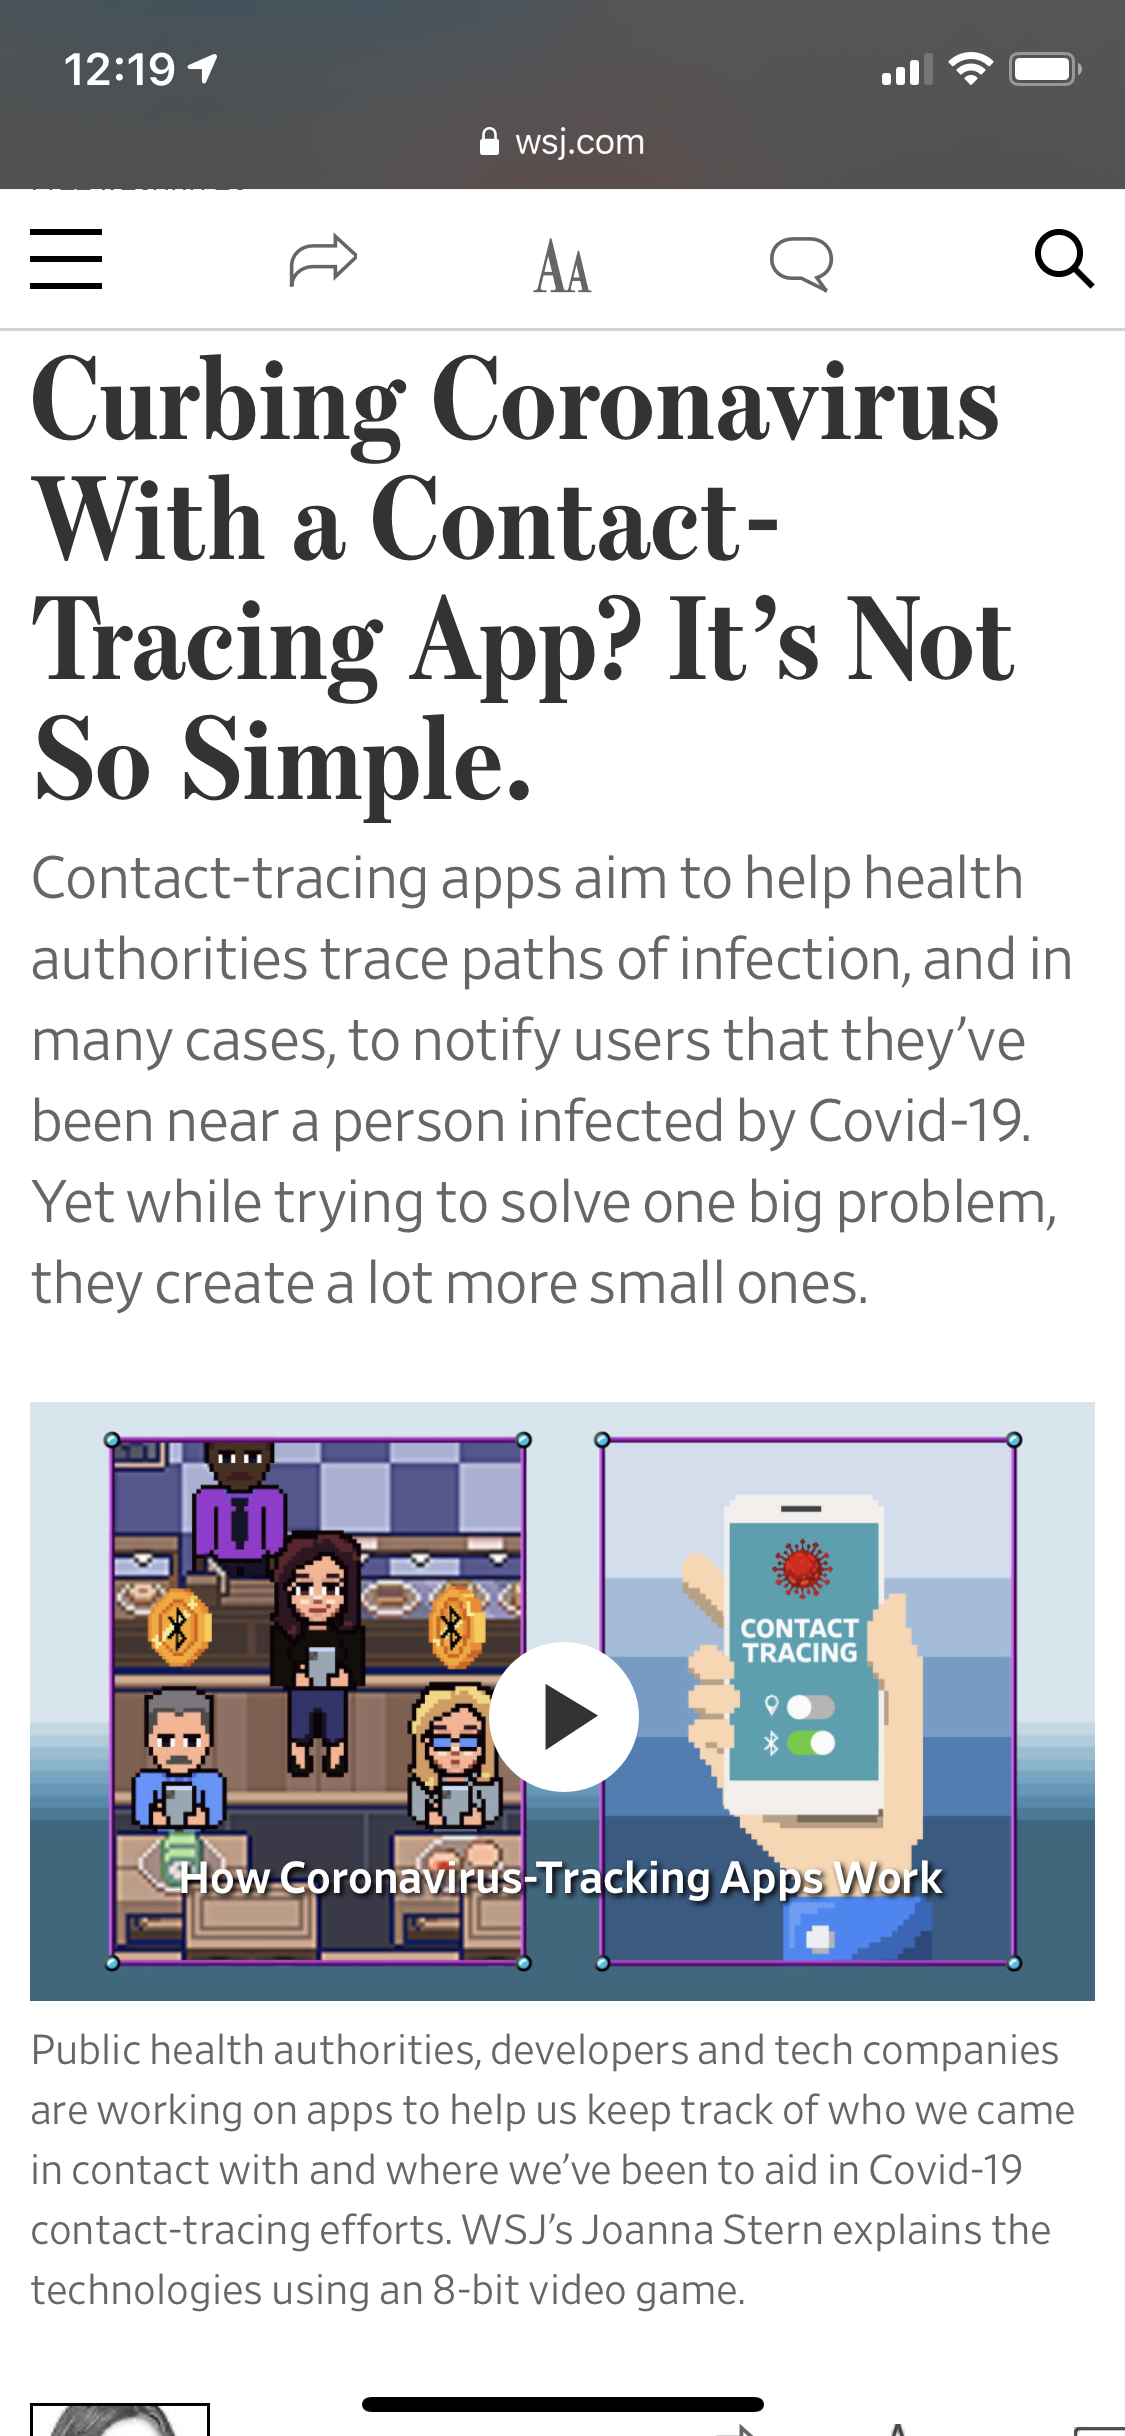 12:19
wsj.com
Curbing Coronavirus
With a Contact-
Tracing App? It’s Not
So Simple.
Contact-tracing apps aim to help health
authorities trace paths of infection, and in
many cases, to notify users that they’ve
been near a person infected by Covid-19.
Yet while trying to solve one big problem,
they create a lot more small ones.
CONTACT
TRACING
How Coronavirus-Tracking Apps Work
Public health authorities, developers and tech companies
are working on apps to help us keep track of who we came
in contact with and where we’ve been to aid in Covid-19
contact-tracing efforts. WSJ’s Joanna Stern explains the
technologies using an 8-bit video game.